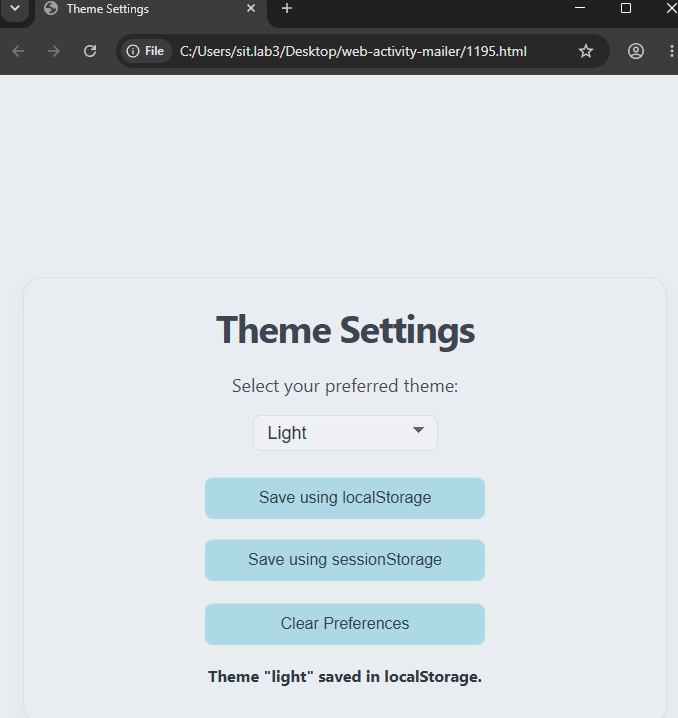 Theme Settings
File
C:/Users/sit.lab3/Desktop/web-activity-mailer/1195.html
Theme Settings
Select your preferred theme:
Light
Save using localStorage
Save using sessionStorage
Clear Preferences
Theme "light" saved in localStorage.